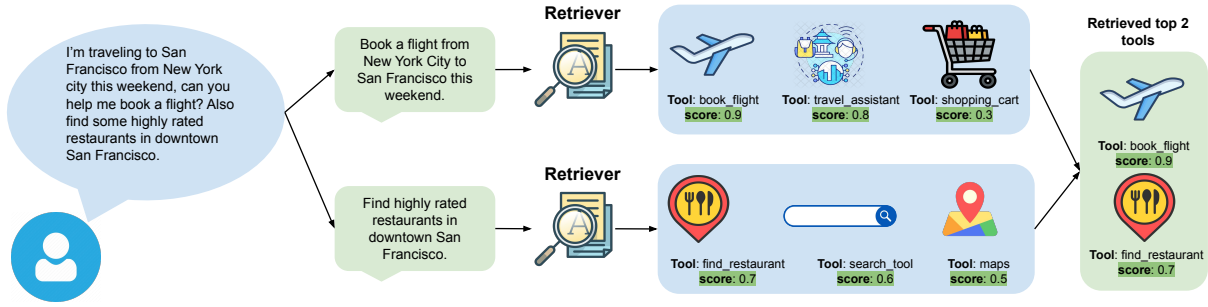 I'm traveling to San
Francisco from New York
city this weekend, can you
help me book a flight? Also
find some highly rated
restaurants in downtown
San Francisco.
Book a flight from
New York City to
San Francisco this
weekend.
Retriever
A
Tool: book_flight
score: 0.9
Tool: travel_assistant
score: 0.8
Tool: shopping_cart
score: 0.3
Find highly rated
restaurants in
downtown San
Francisco.
Retriever
A
Tool: find_restaurant
score: 0.7
Tool: search_tool
score: 0.6
Tool: maps
score: 0.5
Retrieved top 2
tools
Tool: book_flight
score: 0.9
Tool: find_restaurant
score: 0.7